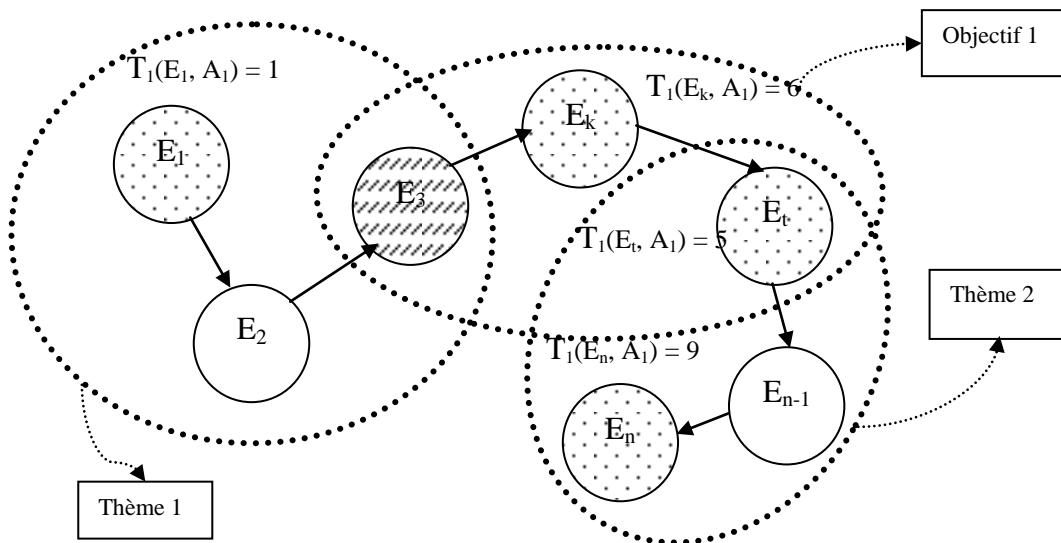 Objectif 1
T₁(E₁, A₁) = 1
T₁(Eₖ, A₁) = 6
E₁
Eₖ
E₃
Eₜ
T₁(Eₜ, A₁) = 5
Thème 2
E₂
T₁(Eₙ, A₁) = 9
Eₙ₋₁
Eₙ
Thème 1